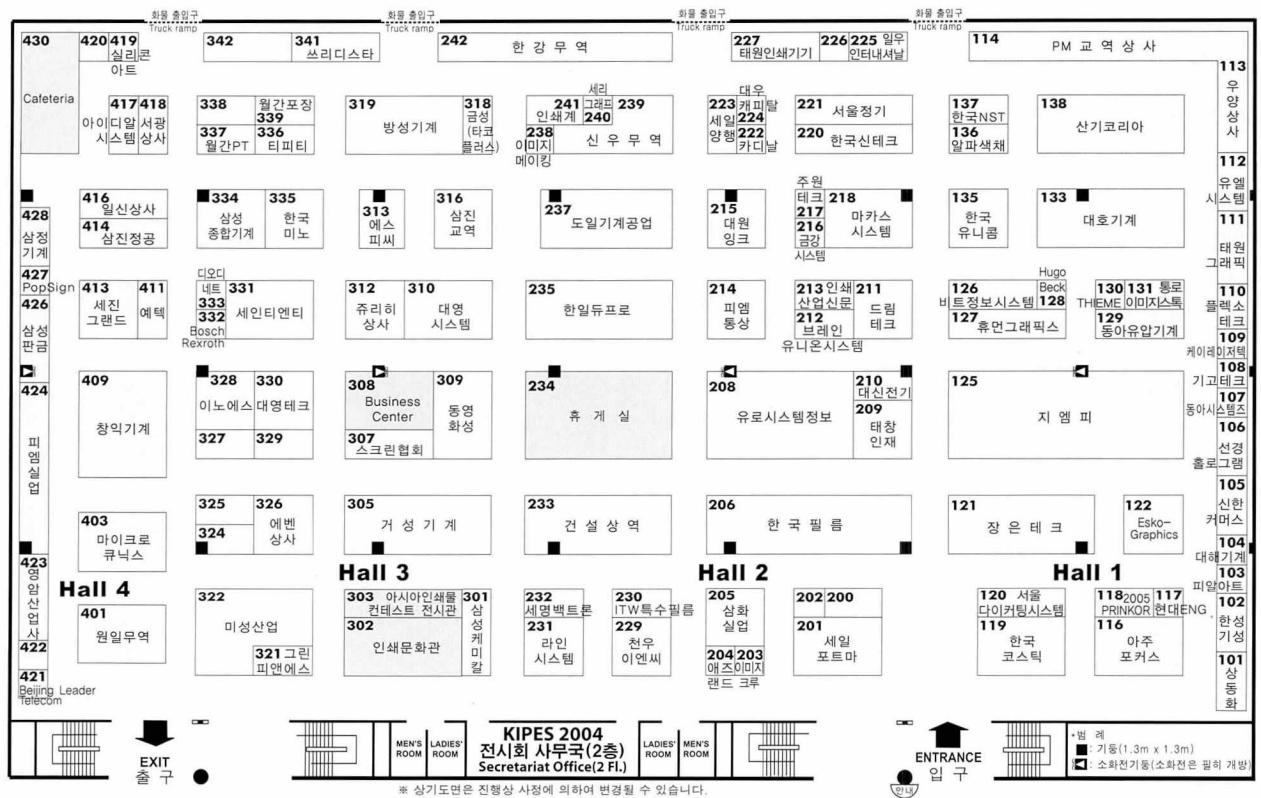 화물 출입구
Truck ramp
화물 출입구
Truck ramp
화물 출입구
Truck ramp
화물 출입구
Truck ramp
430
Cafeteria
420
419
실리콘
아트
342
341
쓰리디스타
242
한강무역
227
태원인쇄기기
226
225 일우
인터내셔날
114
PM 교역상사
113
우양상사
417
아이디알
시스템
418
서광
상사
338
월간포장
339
337
월간PT
336
티피티
319
방성기계
318
금성
(타코
플러스)
241
인쇄계
세리
그래프
240
239
신우무역
238
이미지
메이킹
223
세일
양행
대우
캐피탈
224
222
카디날
221
서울정기
220
한국신테크
137
한국NST
136
알파색채
138
산기코리아
112
유엘
시스템
428
삼정
기계
416
일신상사
414
삼진정공
334
삼성
종합기계
335
한국
미노
313
에스
피씨
316
삼진
교역
237
도일기계공업
215
대원
잉크
주원
테크
217
216
금강
시스템
218
마카스
시스템
135
한국
유니콤
133
대호기계
111
태원
그래픽
427
PopSign
426
삼성
판금
413
세진
그랜드
411
예텍
디오디
네트
333
332
Bosch
Rexroth
331
세인티엔티
312
쥬리히
상사
310
대영
시스템
235
한일듀프로
214
피엠
통상
213 인쇄
산업신문
212
브레인
유니온시스템
211
드림
테크
126
비트정보시스템
Hugo
Beck
128
127
휴먼그래픽스
130
THIEME
131 통로
이미지스톡
129
동아유압기계
110
플렉소
테크
109
케이레이저텍
424
피엠실업
409
창익기계
328
이노에스
330
대영테크
327
329
308
Business
Center
307
스크린협회
309
동영
화성
234
휴게실
208
유로시스템정보
210
대신전기
209
태창
인재
125
지엠피
108
기고테크
107
동아시스템즈
106
선경
홀로그램
403
마이크로
큐닉스
325
324
326
에벤
상사
305
거성기계
233
건설상역
206
한국필름
121
장은테크
122
Esko-
Graphics
105
신한
커머스
104
대해기계
Hall 4
Hall 3
Hall 2
Hall 1
423
영암산업사
422
421
Beijing Leader
Telecom
401
원일무역
322
미성산업
321 그린
피앤에스
303 아시아인쇄물
컨테스트 전시관
302
인쇄문화관
301
삼성케미칼
232
세명백트론
231
라인
시스템
230
ITW특수필름
229
천우
이엔씨
205
삼화
실업
204
애즈
랜드
203
이미지
크루
202
200
201
세일
포트마
120 서울
다이커팅시스템
119
한국
코스틱
118 2005
PRINKOR
117
현대ENG
116
아주
포커스
103
피알아트
102
한성
기성
101
상동화
EXIT
출구
MEN'S
ROOM
LADIES'
ROOM
KIPES 2004
전시회 사무국(2층)
Secretariat Office(2 Fl.)
LADIES'
ROOM
MEN'S
ROOM
ENTRANCE
입구
안내
*범 례
: 기둥(1.3m x 1.3m)
: 소화전기둥(소화전은 필히 개방)
※ 상기도면은 진행상 사정에 의하여 변경될 수 있습니다.